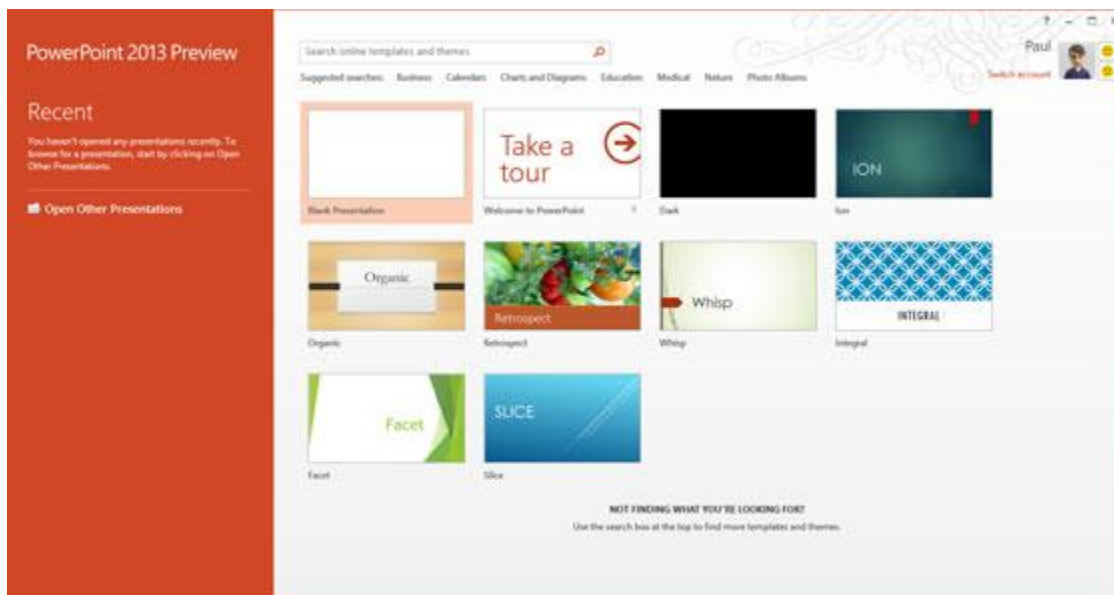 PowerPoint 2013 Preview
Recent
You haven't opened any presentations recently. To
browse for a presentation, start by clicking on Open
Other Presentations.
Open Other Presentations
?
Paul
Switch account
Search online templates and themes
Suggested searches: Business Calendars Charts and Diagrams Education Medical Nature Photo Albums
Blank Presentation
Take a
tour
Welcome to PowerPoint
Dark
ION
Ion
Organic
Organic
Retrospect
Retrospect
Whisp
Whisp
INTEGRAL
Integral
Facet
Facet
SLICE
Slice
NOT FINDING WHAT YOU'RE LOOKING FOR?
Use the search box at the top to find more templates and themes.